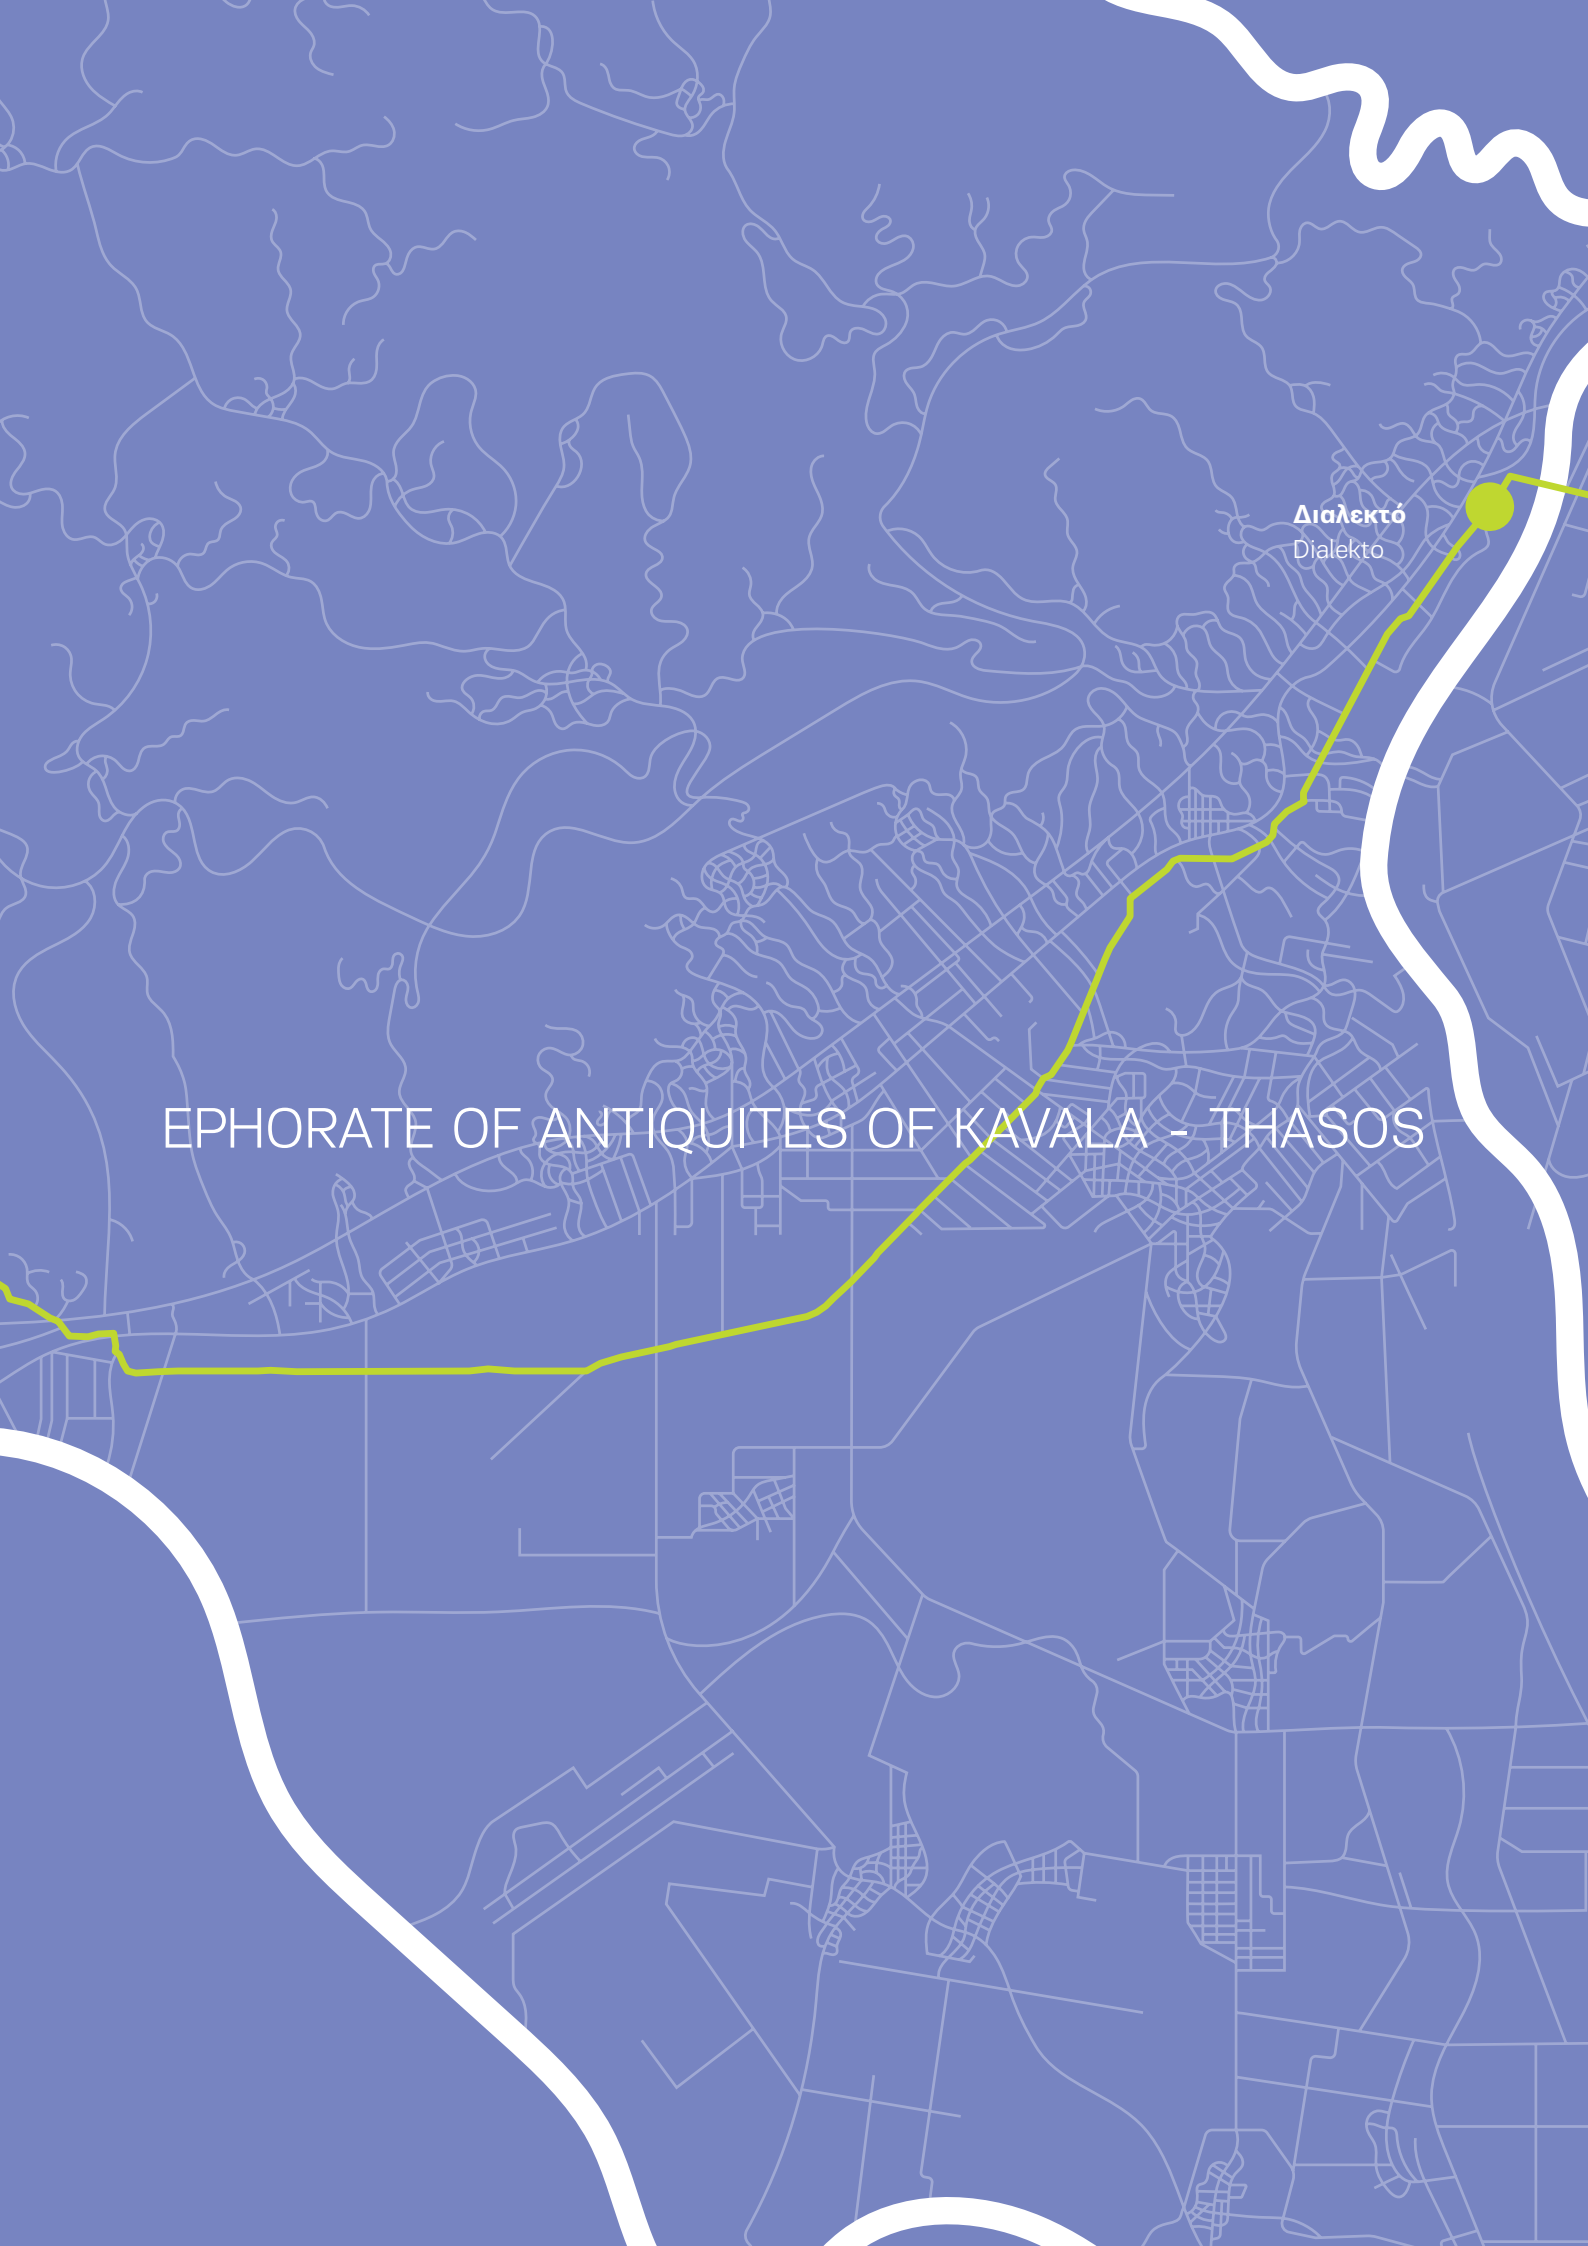 Διαλεκτό
Dialekto
EPHORATE OF ANTIQUITES OF KAVALA - THASOS